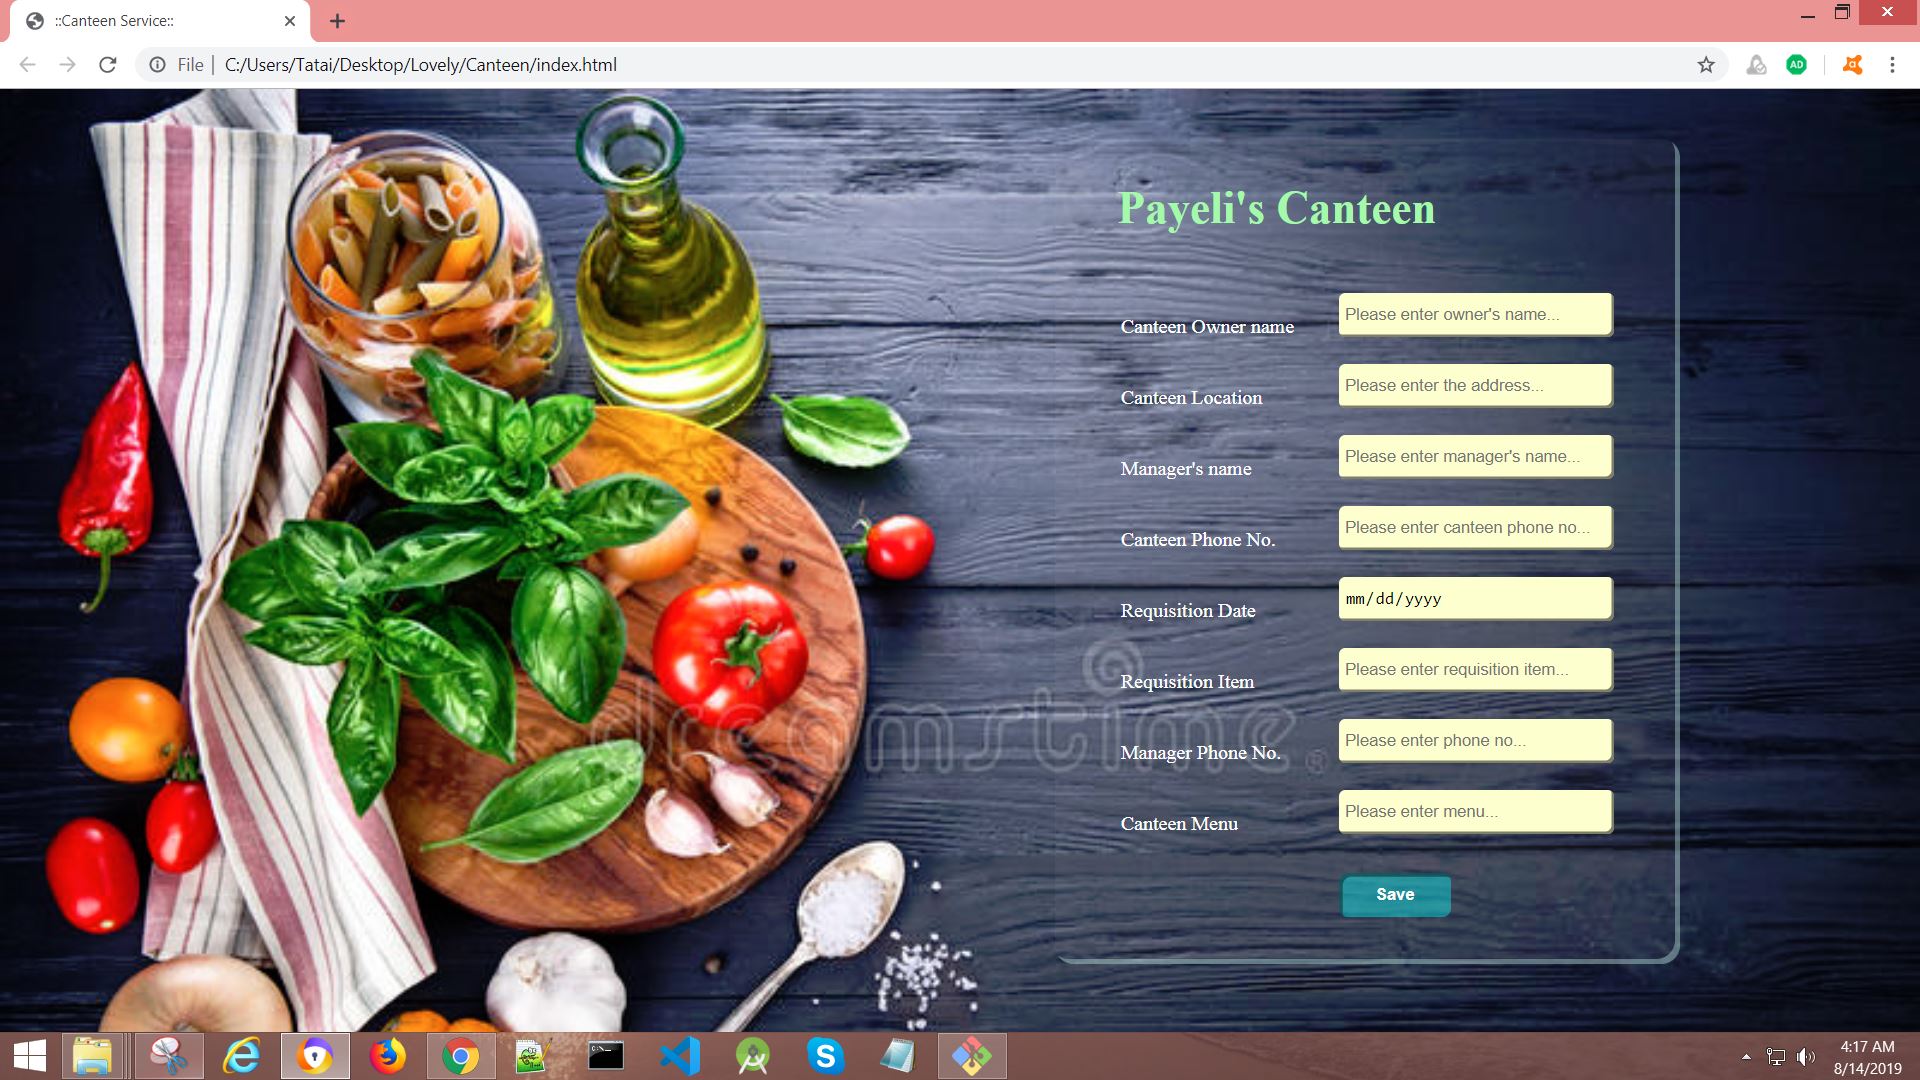 ::Canteen Service::
File
C:/Users/Tatai/Desktop/Lovely/Canteen/index.html
AD
Payeli's Canteen
Canteen Owner name
Please enter owner's name...
Canteen Location
Please enter the address...
Manager's name
Please enter manager's name...
Canteen Phone No.
Please enter canteen phone no...
Requisition Date
mm/dd/yyyy
Requisition Item
Please enter requisition item...
Manager Phone No.
Please enter phone no...
Canteen Menu
Please enter menu...
Save
dreamstime®
4:17 AM
8/14/2019